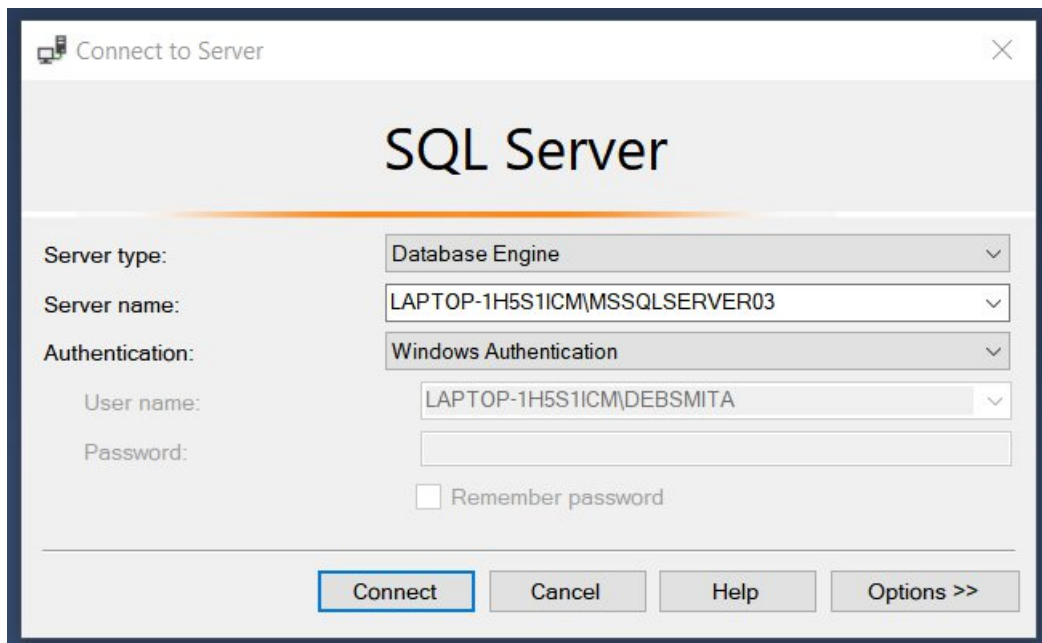 Connect to Server
SQL Server
Server type: Database Engine
Server name: LAPTOP-1H5S1ICM\MSSQLSERVER03
Authentication: Windows Authentication
User name: LAPTOP-1H5S1ICM\DEBSMITA
Password:
Remember password
Connect Cancel Help Options >>